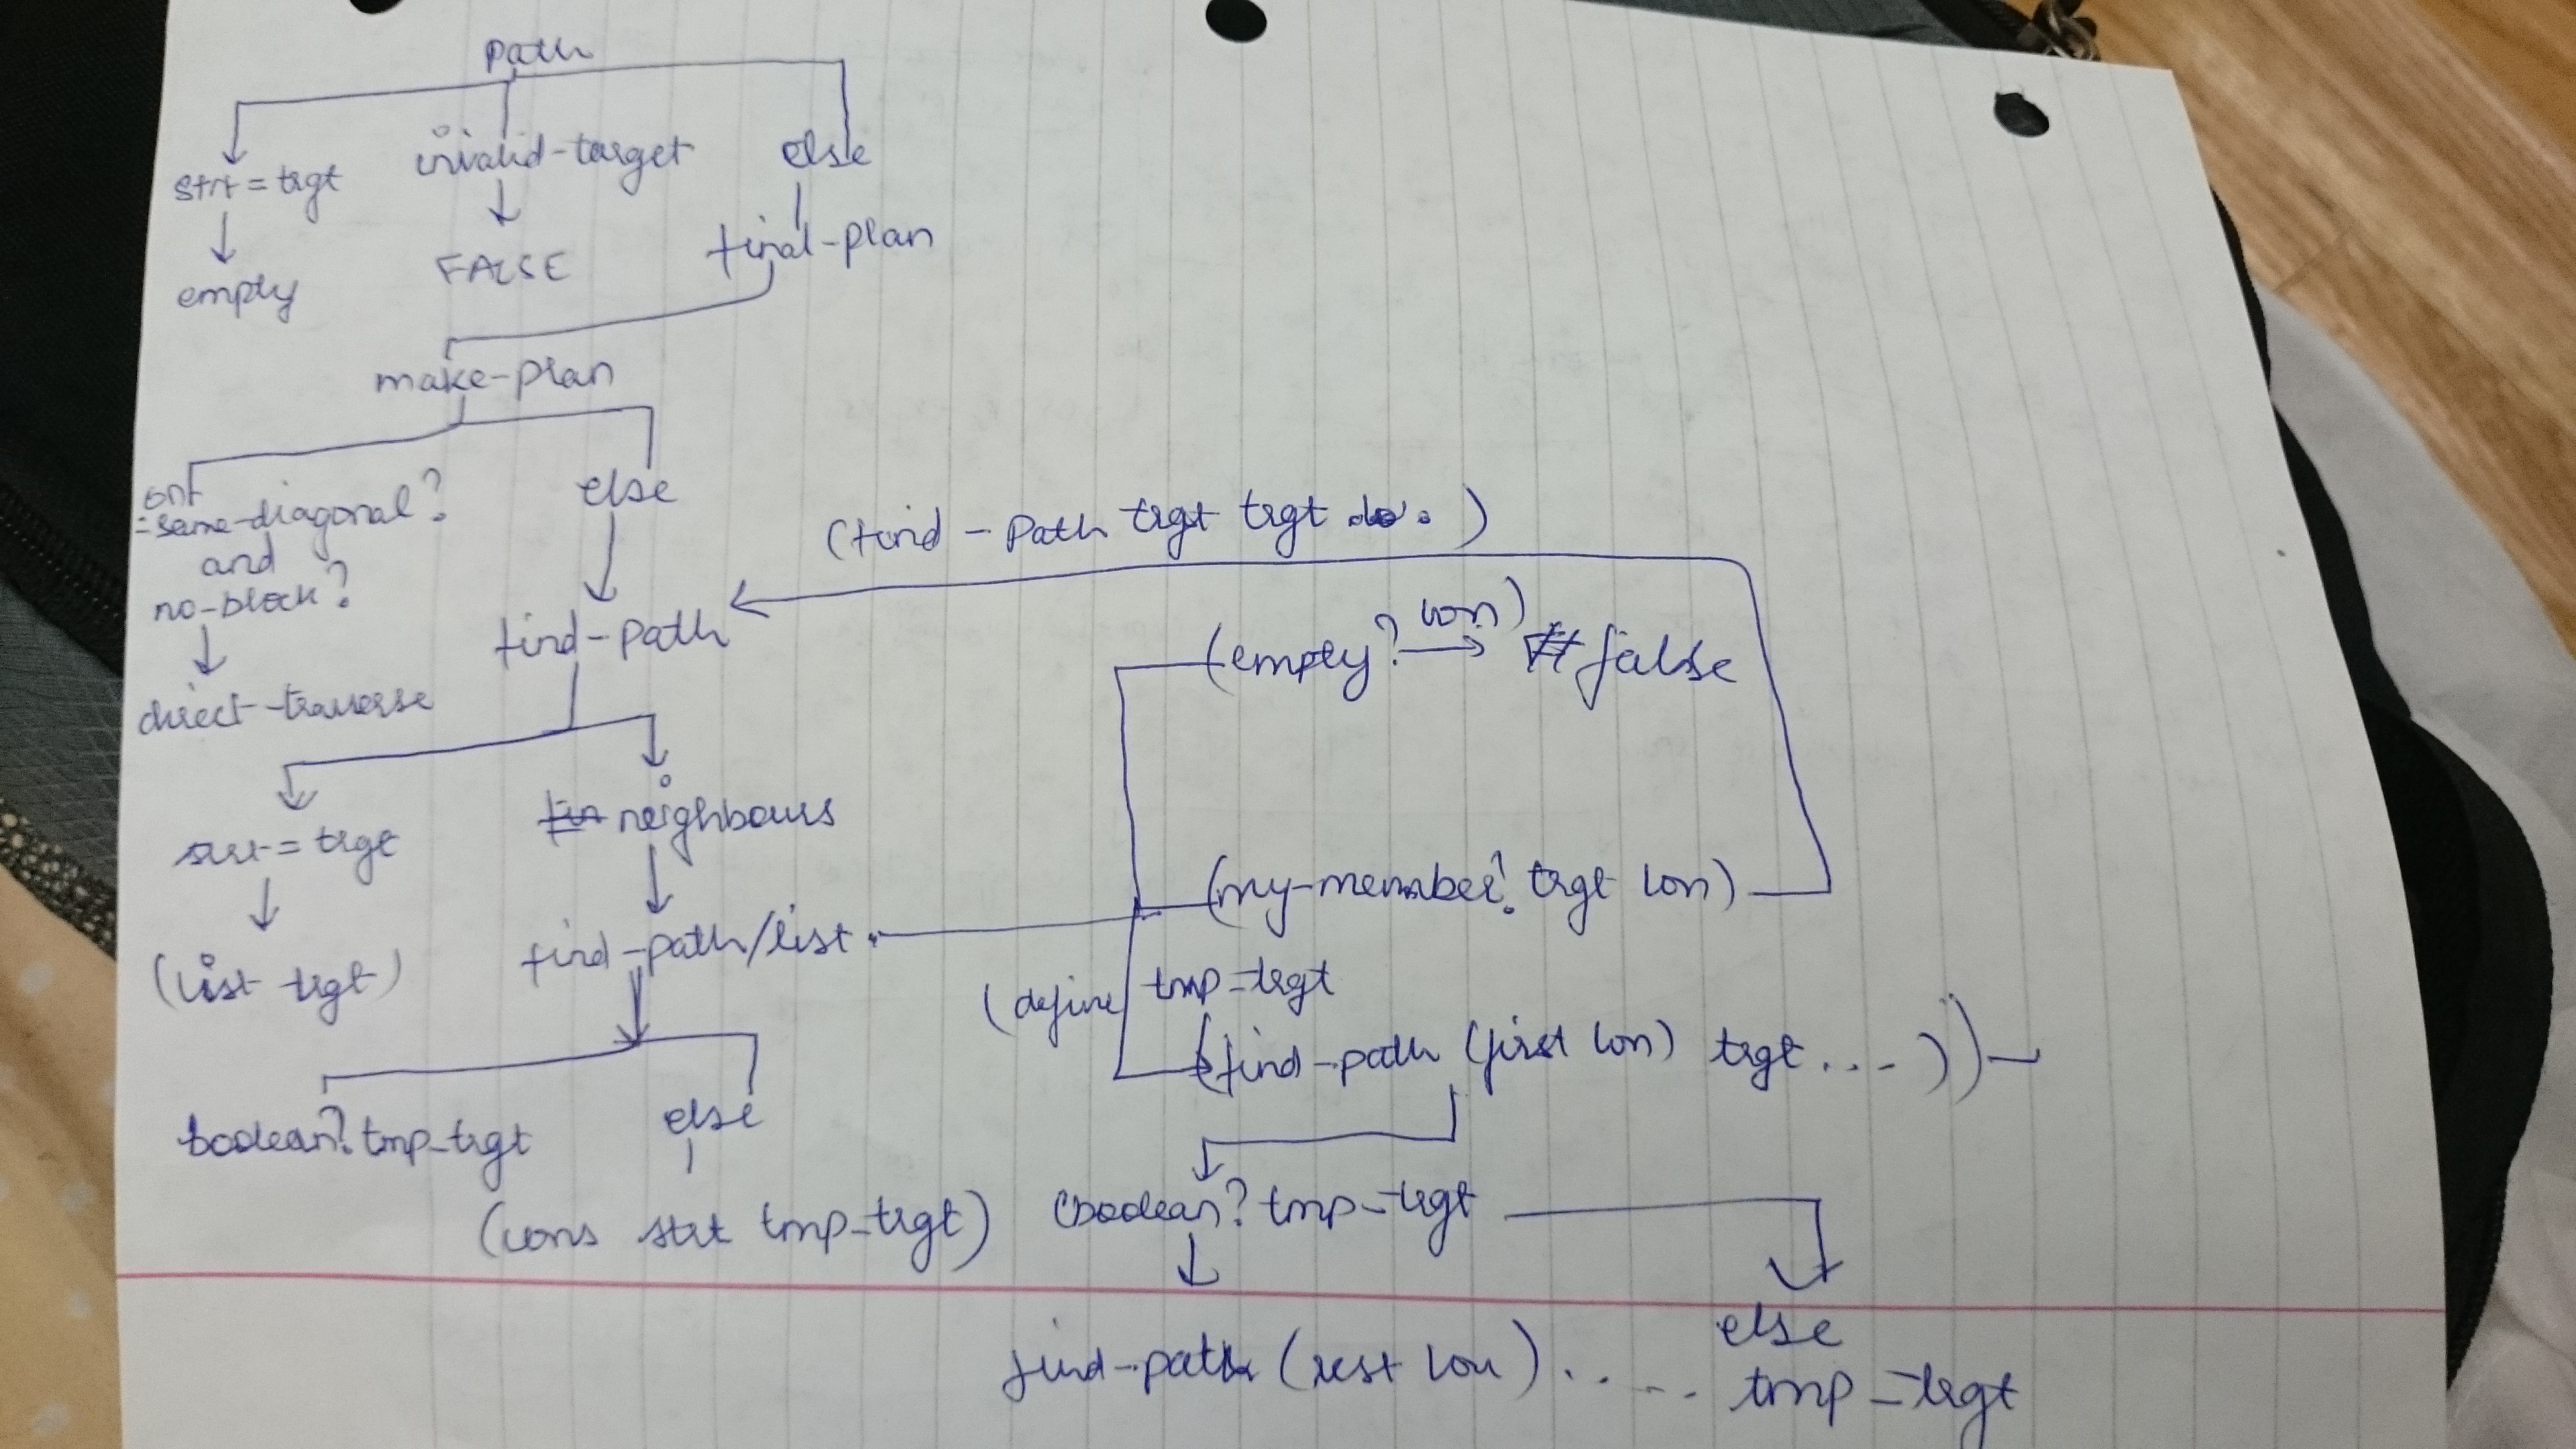 path
strt = trgt
invalid-target
else
empty
FALSE
final-plan
make-plan
same-diagonal?
and
no-block?
else
direct-traverse
find-path
(find-path trgt trgt
(empty? lon) → #false
strt = trgt
neighbours
(my-member? trgt lon)
(list trgt)
find-path/list
(define tmp-trgt
(find-path (first lon) trgt ....))
boolean? tmp-trgt
else
(cons strt tmp-trgt)
(boolean? tmp-trgt
find-path (rest lon) .....
else
tmp-trgt